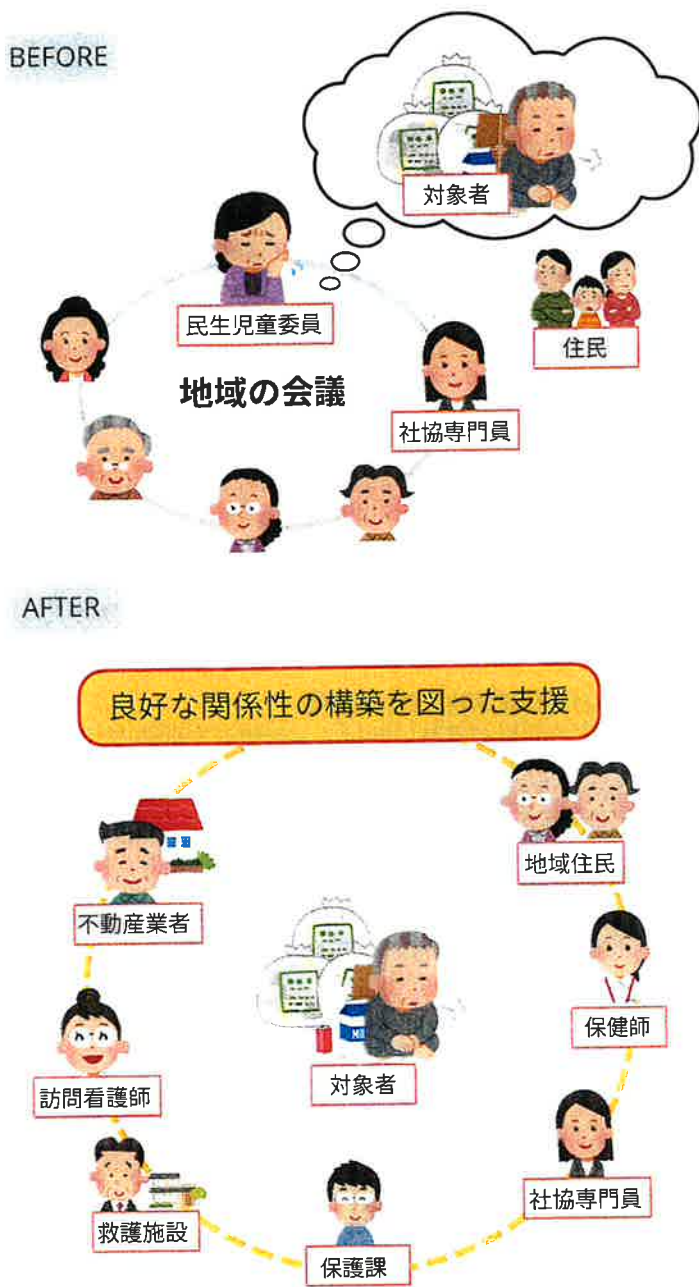 BEFORE
対象者
民生児童委員
住民
地域の会議
社協専門員
AFTER
良好な関係性の構築を図った支援
地域住民
不動産業者
保健師
対象者
訪問看護師
社協専門員
救護施設
保護課